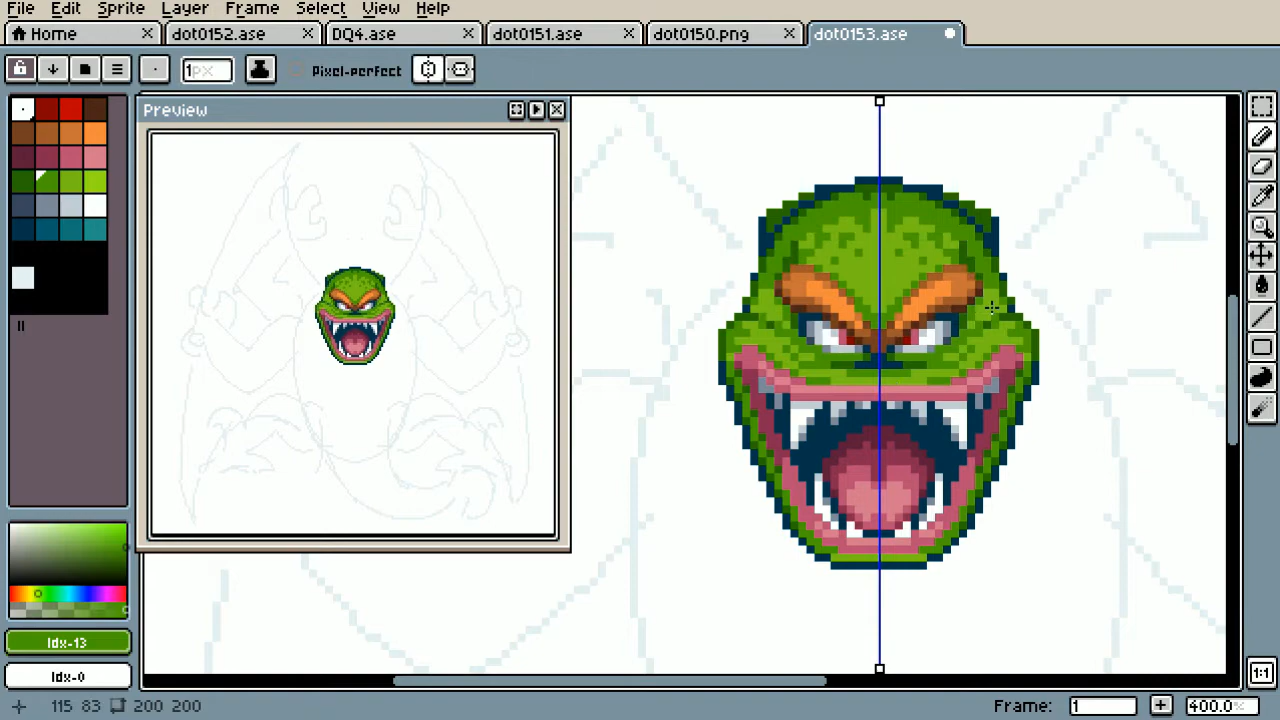 File Edit Sprite Layer Frame Select View Help
Home dot0152.ase DQ4.ase dot0151.ase dot0150.png dot0153.ase
1px Pixel-perfect
Preview
Idx-13
Idx-0
115 83 200 200 Frame: 1 400.0%
1:1